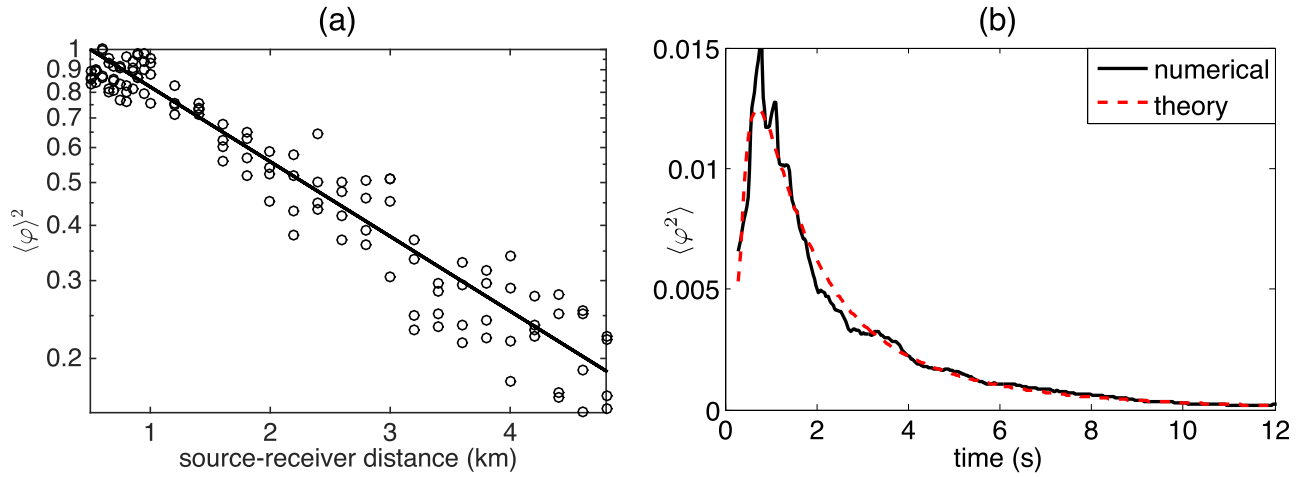 (a)
1
0.9
0.8
0.7
0.6
0.5
0.4
0.3
0.2
⟨φ⟩²
1 2 3 4
source-receiver distance (km)
(b)
0.015
0.01
0.005
0
⟨φ²⟩
numerical
theory
0 2 4 6 8 10 12
time (s)